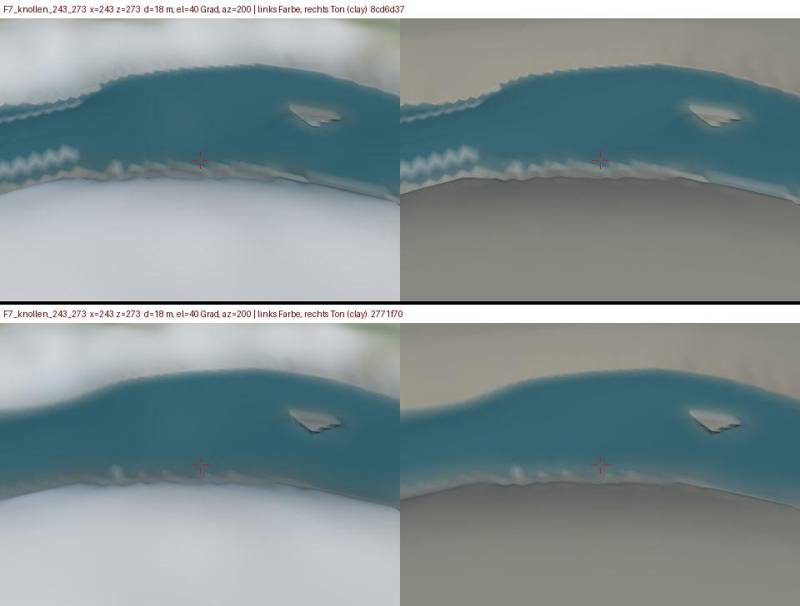 F7_knollen_243_273 x=243 z=273 d=18 m, el=40 Grad, az=200 | links Farbe, rechts Ton (clay) 8cd6d37
F7_knollen_243_273 x=243 z=273 d=18 m, el=40 Grad, az=200 | links Farbe, rechts Ton (clay) 2771f70